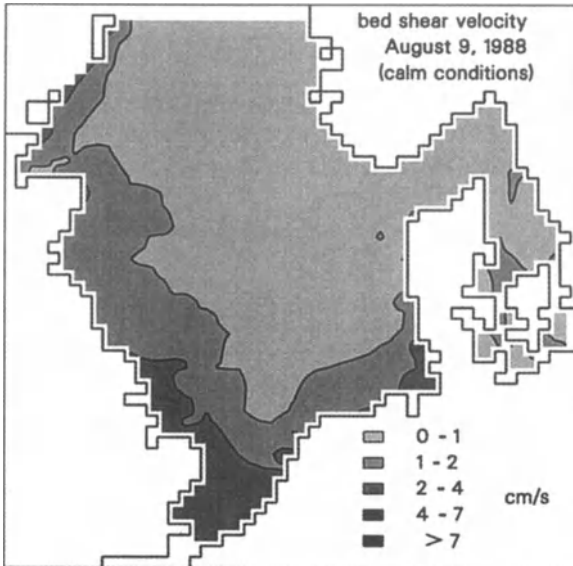 bed shear velocity
August 9, 1988
(calm conditions)
0 - 1
1 - 2
2 - 4
4 - 7
> 7
cm/s